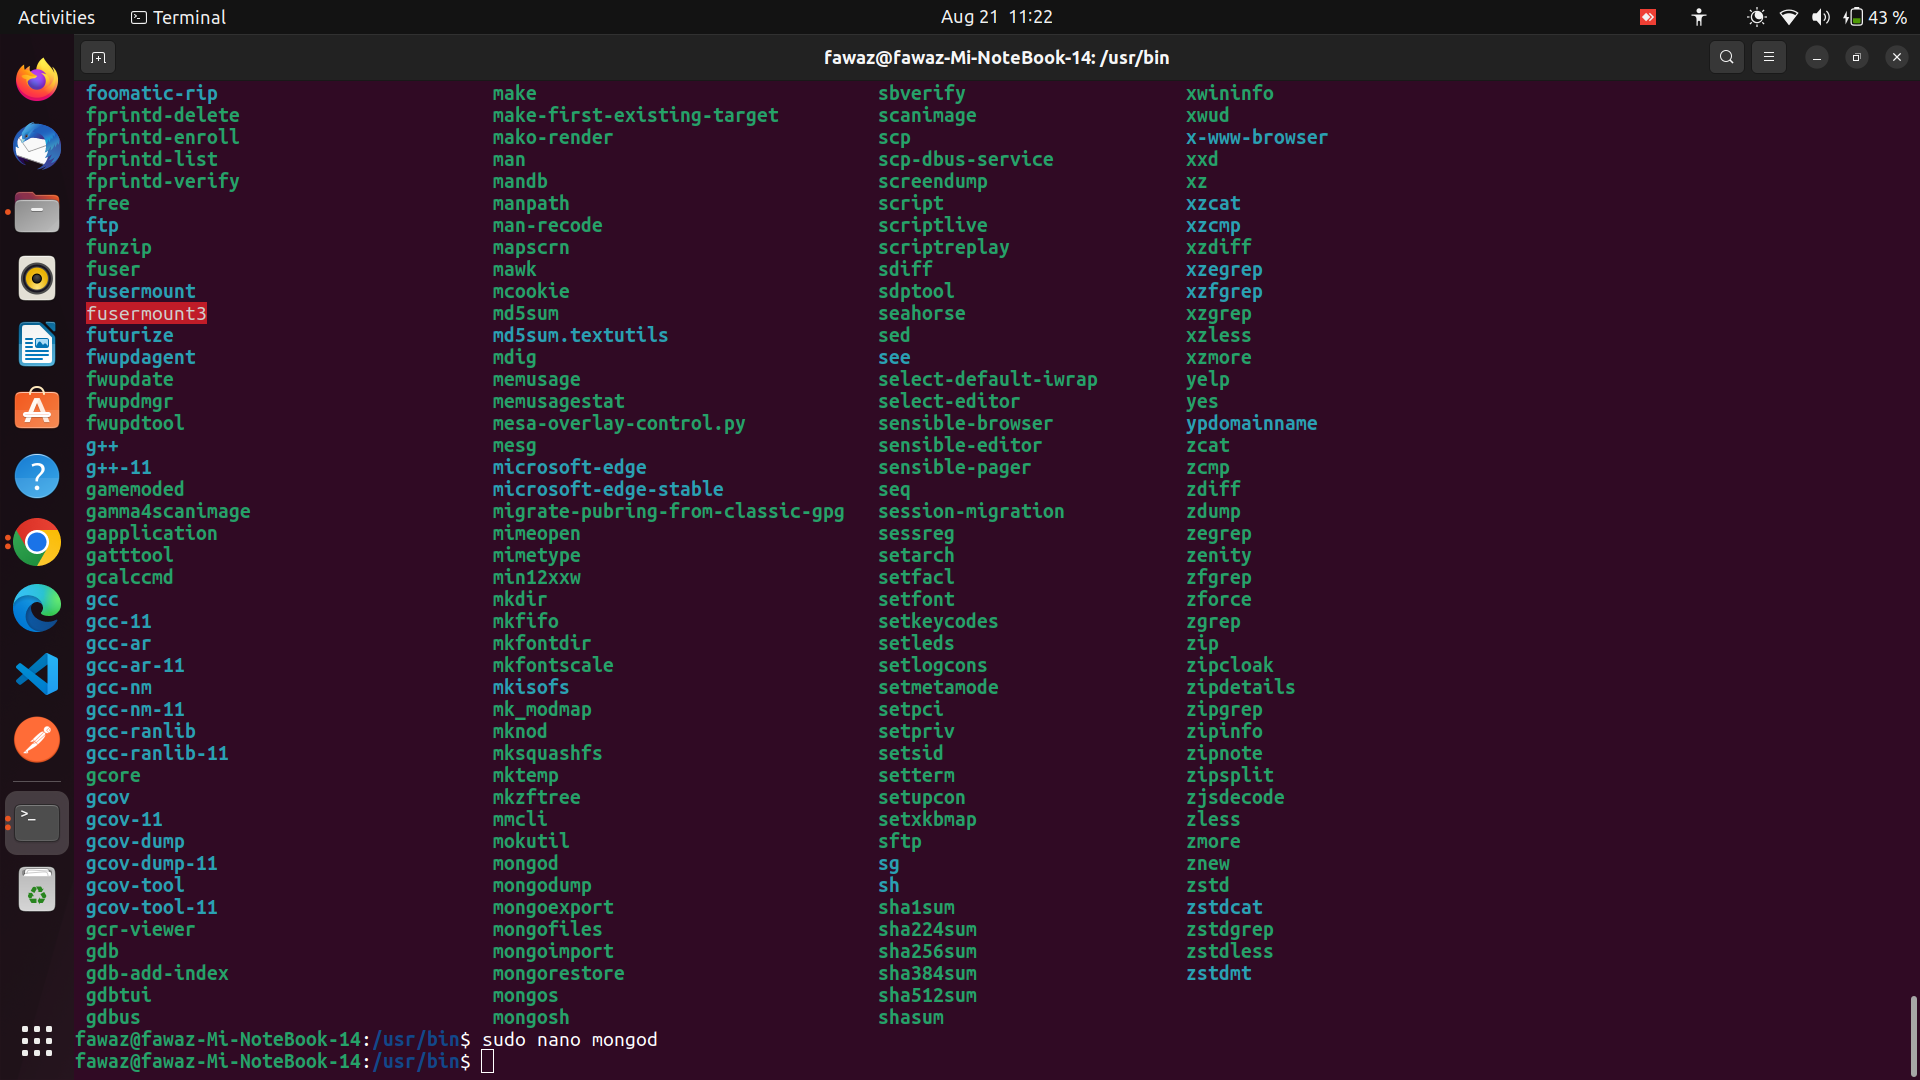 Activities Terminal Aug 21 11:22 43 %
fawaz@fawaz-Mi-NoteBook-14: /usr/bin
foomatic-rip make sbverify xwininfo
fprintd-delete make-first-existing-target scanimage xwud
fprintd-enroll mako-render scp x-www-browser
fprintd-list man scp-dbus-service xxd
fprintd-verify mandb screendump xz
free manpath script xzcat
ftp man-recode scriptlive xzcmp
funzip mapscrn scriptreplay xzdiff
fuser mawk sdiff xzegrep
fusermount mcookie sdptool xzfgrep
fusermount3 md5sum seahorse xzgrep
futurize md5sum.textutils sed xzless
fwupdagent mdig see xzmore
fwupdate memusage select-default-iwrap yelp
fwupdmgr memusagestat select-editor yes
fwupdtool mesa-overlay-control.py sensible-browser ypdomainname
g++ mesg sensible-editor zcat
g++-11 microsoft-edge sensible-pager zcmp
gamemoded microsoft-edge-stable seq zdiff
gamma4scanimage migrate-pubring-from-classic-gpg session-migration zdump
gapplication mimeopen sessreg zegrep
gatttool mimetype setarch zenity
gcalccmd min12xxw setfacl zfgrep
gcc mkdir setfont zforce
gcc-11 mkfifo setkeycodes zgrep
gcc-ar mkfontdir setleds zip
gcc-ar-11 mkfontscale setlogcons zipcloak
gcc-nm mkisofs setmetamode zipdetails
gcc-nm-11 mk_modmap setpci zipgrep
gcc-ranlib mknod setpriv zipinfo
gcc-ranlib-11 mksquashfs setsid zipnote
gcore mktemp setterm zipsplit
gcov mkzftree setupcon zjsdecode
gcov-11 mmcli setxkbmap zless
gcov-dump mokutil sftp zmore
gcov-dump-11 mongod sg znew
gcov-tool mongodump sh zstd
gcov-tool-11 mongoexport sha1sum zstdcat
gcr-viewer mongofiles sha224sum zstdgrep
gdb mongoimport sha256sum zstdless
gdb-add-index mongorestore sha384sum zstdmt
gdbtui mongos sha512sum
gdbus mongosh shasum
fawaz@fawaz-Mi-NoteBook-14:/usr/bin$ sudo nano mongod
fawaz@fawaz-Mi-NoteBook-14:/usr/bin$